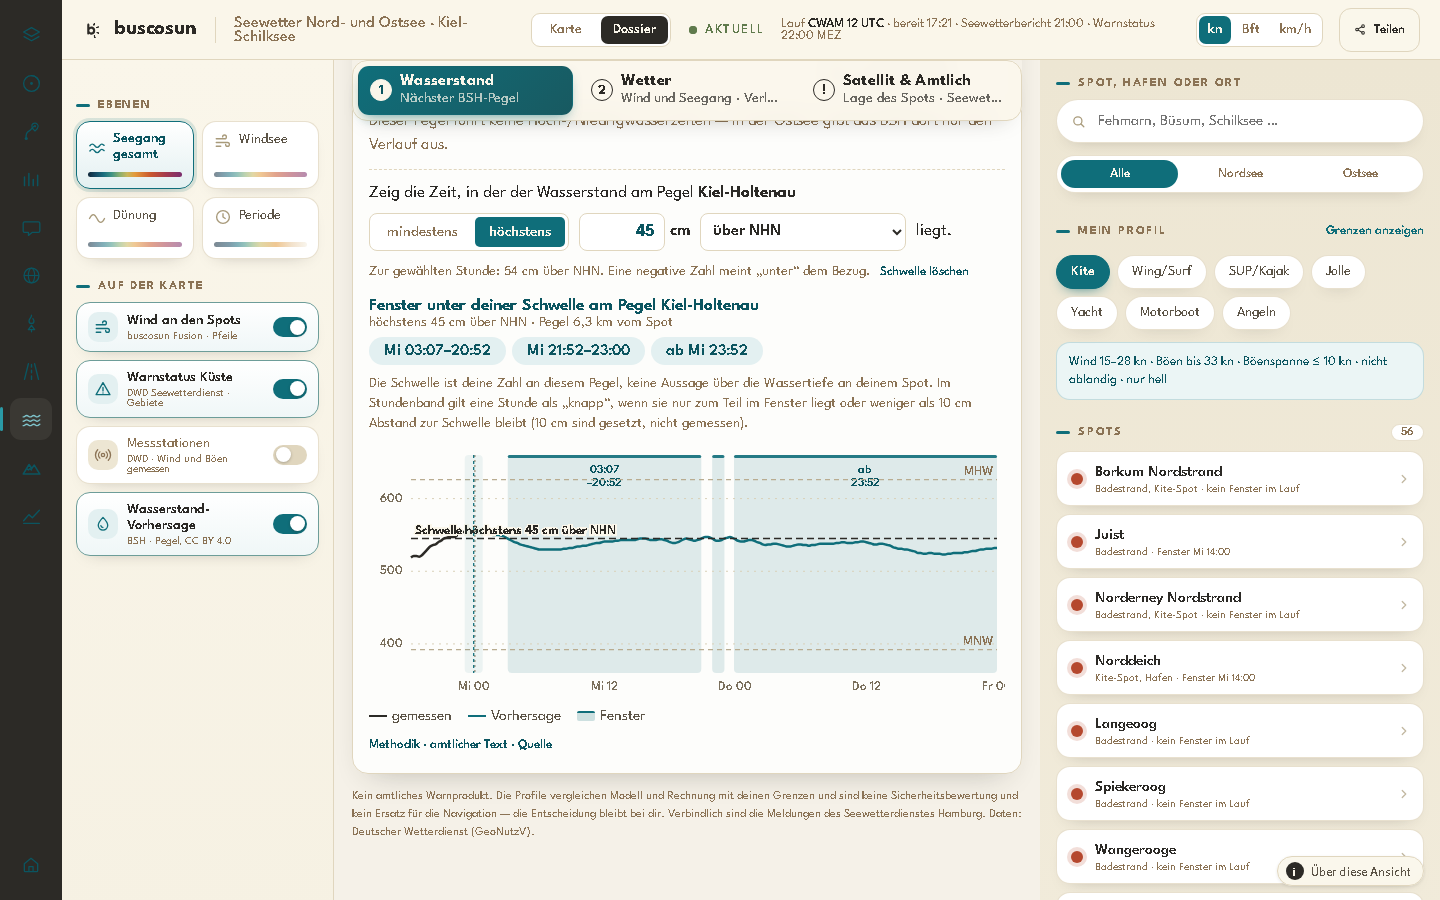 buscosun
Seewetter Nord- und Ostsee · Kiel-
Schilksee
Karte
Dossier
AKTUELL
Lauf CWAM 12 UTC · bereit 17:21 · Seewetterbericht 21:00 · Warnstatus
22:00 MEZ
kn
Bft
km/h
Teilen
EBENEN
Seegang
gesamt
Windsee
Dünung
Periode
AUF DER KARTE
Wind an den Spots
buscosun Fusion · Pfeile
Warnstatus Küste
DWD Seewetterdienst ·
Gebiete
Messstationen
DWD · Wind und Böen
gemessen
Wasserstand-
Vorhersage
BSH · Pegel, CC BY 4.0
1
Wasserstand
Nächster BSH-Pegel
2
Wetter
Wind und Seegang · Verl...
!
Satellit & Amtlich
Lage des Spots · Seewet...
Dieser Pegel führt keine Hoch-/Niedrigwasserzeiten — in der Ostsee gibt das BSH dort nur den
Verlauf aus.
Zeig die Zeit, in der der Wasserstand am Pegel Kiel-Holtenau
mindestens
höchstens
45
cm
über NHN
liegt.
Zur gewählten Stunde: 54 cm über NHN. Eine negative Zahl meint „unter“ dem Bezug.
Schwelle löschen
Fenster unter deiner Schwelle am Pegel Kiel-Holtenau
höchstens 45 cm über NHN · Pegel 6,3 km vom Spot
Mi 03:07–20:52
Mi 21:52–23:00
ab Mi 23:52
Die Schwelle ist deine Zahl an diesem Pegel, keine Aussage über die Wassertiefe an deinem Spot. Im
Stundenband gilt eine Stunde als „knapp“, wenn sie nur zum Teil im Fenster liegt oder weniger als 10 cm
Abstand zur Schwelle bleibt (10 cm sind gesetzt, nicht gemessen).
03:07
–20:52
ab
23:52
MHW
600
Schwelle höchstens 45 cm über NHN
500
400
MNW
Mi 00
Mi 12
Do 00
Do 12
Fr 0
gemessen
Vorhersage
Fenster
Methodik · amtlicher Text · Quelle
Kein amtliches Warnprodukt. Die Profile vergleichen Modell und Rechnung mit deinen Grenzen und sind keine Sicherheitsbewertung und
kein Ersatz für die Navigation — die Entscheidung bleibt bei dir. Verbindlich sind die Meldungen des Seewetterdienstes Hamburg. Daten:
Deutscher Wetterdienst (GeoNutzV).
SPOT, HAFEN ODER ORT
Fehmarn, Büsum, Schilksee ...
Alle
Nordsee
Ostsee
MEIN PROFIL
Grenzen anzeigen
Kite
Wing/Surf
SUP/Kajak
Jolle
Yacht
Motorboot
Angeln
Wind 15–28 kn · Böen bis 33 kn · Böenspanne ≤ 10 kn · nicht
ablandig · nur hell
SPOTS
56
Borkum Nordstrand
Badestrand, Kite-Spot · kein Fenster im Lauf
Juist
Badestrand · Fenster Mi 14:00
Norderney Nordstrand
Badestrand, Kite-Spot · kein Fenster im Lauf
Norddeich
Kite-Spot, Hafen · Fenster Mi 14:00
Langeoog
Badestrand · kein Fenster im Lauf
Spiekeroog
Badestrand · kein Fenster im Lauf
Wangerooge
Badestrand · kein Fenster im Lauf
i
Über diese Ansicht